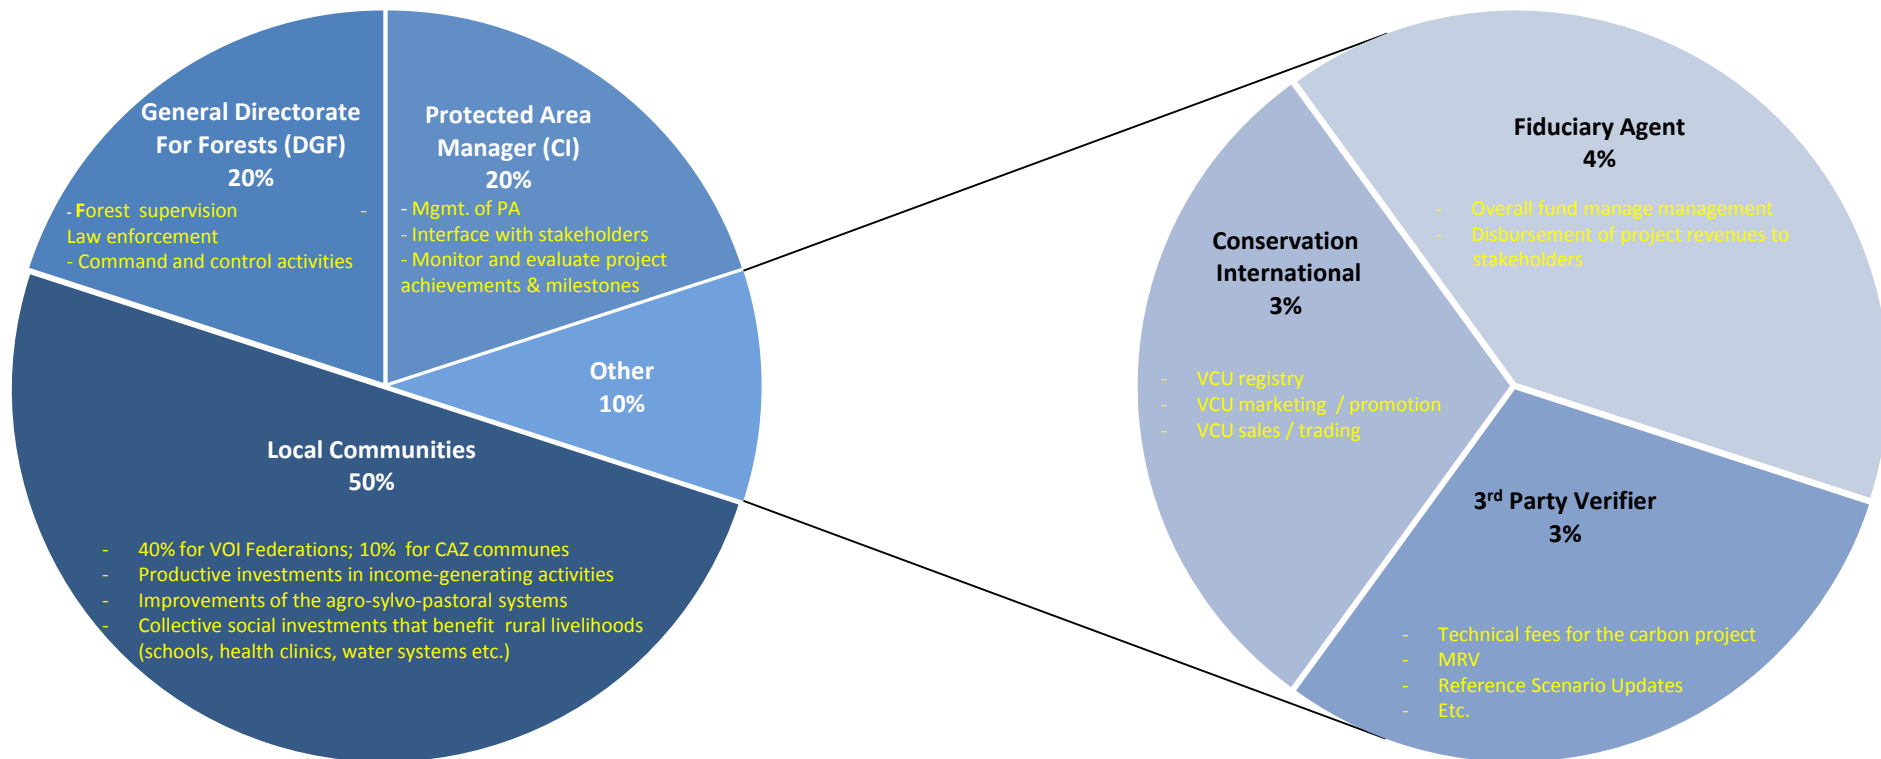 General Directorate
For Forests (DGF)
20%
- Forest supervision -
Law enforcement
- Command and control activities
Protected Area
Manager (CI)
20%
- Mgmt. of PA
- Interface with stakeholders
- Monitor and evaluate project
achievements & milestones
Other
10%
Local Communities
50%
- 40% for VOI Federations; 10% for CAZ communes
- Productive investments in income-generating activities
- Improvements of the agro-sylvo-pastoral systems
- Collective social investments that benefit rural livelihoods
(schools, health clinics, water systems etc.)
Fiduciary Agent
4%
- Overall fund manage management
- Disbursement of project revenues to
stakeholders
Conservation
International
3%
- VCU registry
- VCU marketing / promotion
- VCU sales / trading
3rd Party Verifier
3%
- Technical fees for the carbon project
- MRV
- Reference Scenario Updates
- Etc.